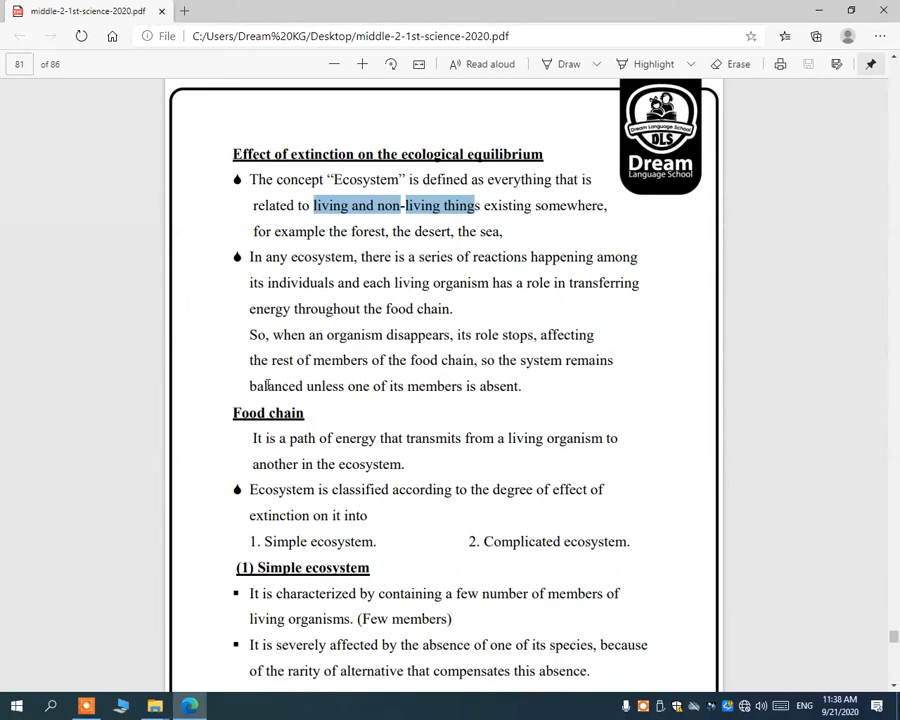 middle-2-1st-science-2020.pdf
File
C:/Users/Dream%20KG/Desktop/middle-2-1st-science-2020.pdf
81 of 86
Read aloud
Draw
Highlight
Erase
DLS
Dream Language School
Dream
Language School
Effect of extinction on the ecological equilibrium
The concept “Ecosystem” is defined as everything that is
related to living and non-living things existing somewhere,
for example the forest, the desert, the sea,
In any ecosystem, there is a series of reactions happening among
its individuals and each living organism has a role in transferring
energy throughout the food chain.
So, when an organism disappears, its role stops, affecting
the rest of members of the food chain, so the system remains
balanced unless one of its members is absent.
Food chain
It is a path of energy that transmits from a living organism to
another in the ecosystem.
Ecosystem is classified according to the degree of effect of
extinction on it into
1. Simple ecosystem. 2. Complicated ecosystem.
(1) Simple ecosystem
It is characterized by containing a few number of members of
living organisms. (Few members)
It is severely affected by the absence of one of its species, because
of the rarity of alternative that compensates this absence.
ENG
11:38 AM
9/21/2020